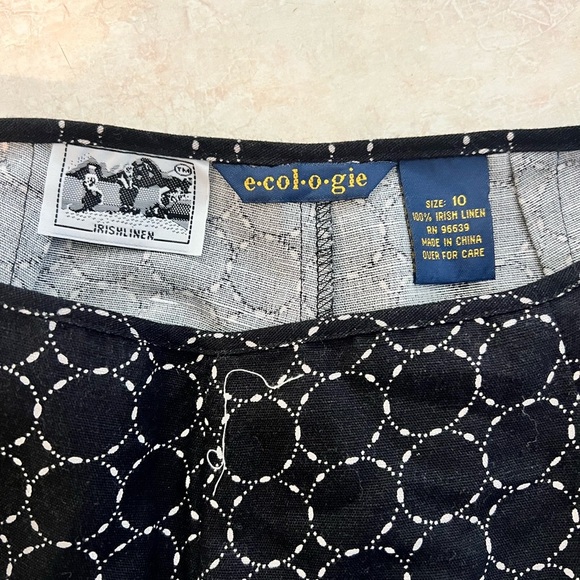 TM
IRISHLINEN
e·col·o·gie
SIZE: 10
100% IRISH LINEN
RN 96639
MADE IN CHINA
OVER FOR CARE